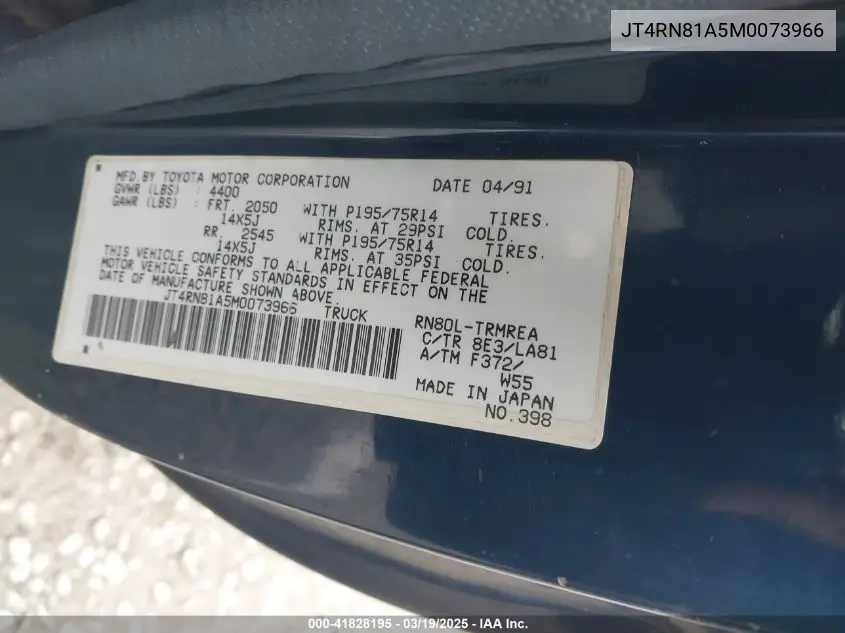 JT4RN81A5M0073966
MFD. BY TOYOTA MOTOR CORPORATION DATE 04/91
GVWR (LBS) : 4400
GAWR (LBS) : FRT. 2050 WITH P195/75R14 TIRES.
14X5J RIMS. AT 29PSI COLD.
RR. 2545 WITH P195/75R14 TIRES.
14X5J RIMS. AT 35PSI COLD.
THIS VEHICLE CONFORMS TO ALL APPLICABLE FEDERAL
MOTOR VEHICLE SAFETY STANDARDS IN EFFECT ON THE
DATE OF MANUFACTURE SHOWN ABOVE.
JT4RN81A5M0073966 TRUCK
RN80L-TRMREA
C/TR 8E3/LA81
A/TM F372/
W55
MADE IN JAPAN
NO.398
000-41828195 - 03/19/2025 - IAA Inc.